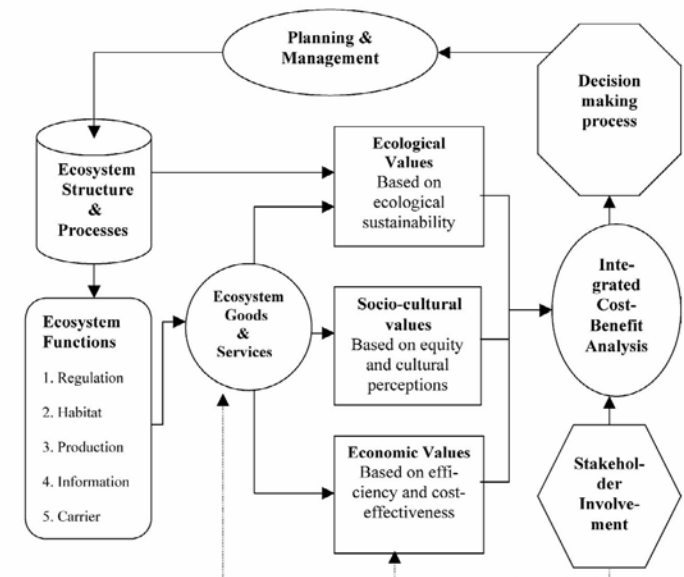 Planning &
Management
Decision
making
process
Ecosystem
Structure
&
Processes
Ecological
Values
Based on
ecological
sustainability
Ecosystem
Functions
1. Regulation
2. Habitat
3. Production
4. Information
5. Carrier
Ecosystem
Goods
&
Services
Socio-cultural
values
Based on equity
and cultural
perceptions
Inte-
grated
Cost-
Benefit
Analysis
Economic Values
Based on effi-
ciency and cost-
effectiveness
Stakehol-
der
Involve-
ment